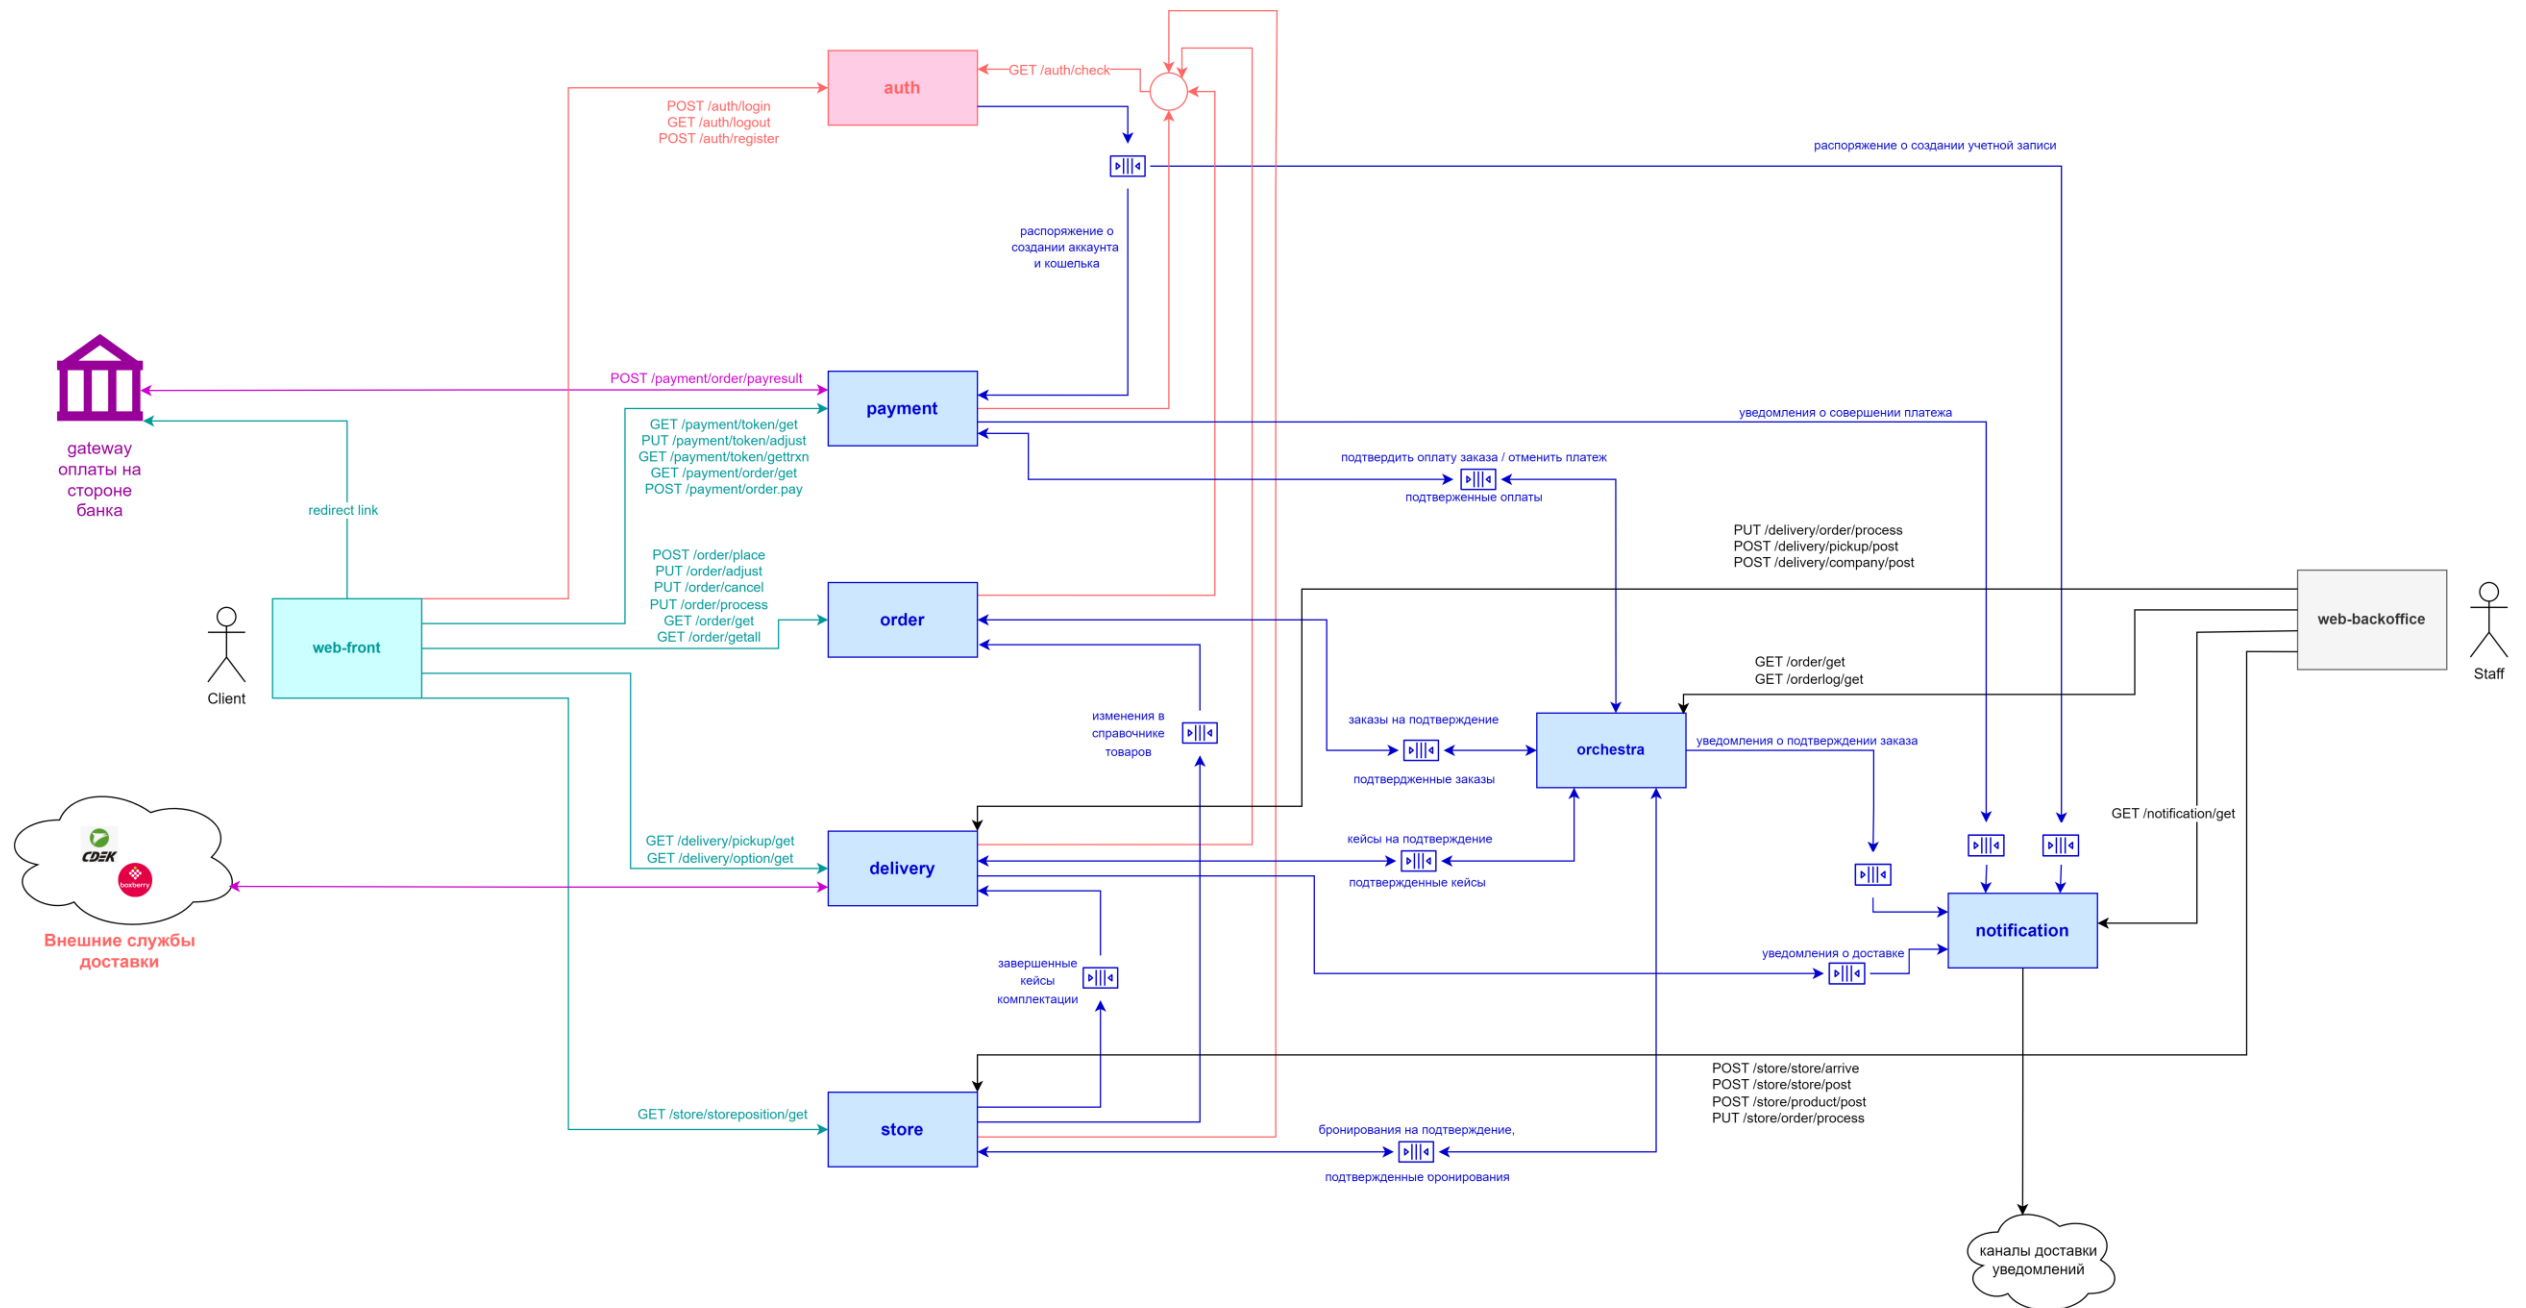 auth
GET /auth/check
POST /auth/login
GET /auth/logout
POST /auth/register
распоряжение о создании учетной записи
распоряжение о
создании аккаунта
и кошелька
POST /payment/order/payresult
payment
GET /payment/token/get
PUT /payment/token/adjust
GET /payment/token/gettrxn
GET /payment/order/get
POST /payment/order.pay
gateway
оплаты на
стороне
банка
redirect link
уведомления о совершении платежа
подтвердить оплату заказа / отменить платеж
подтверженные оплаты
PUT /delivery/order/process
POST /delivery/pickup/post
POST /delivery/company/post
POST /order/place
PUT /order/adjust
PUT /order/cancel
PUT /order/process
GET /order/get
GET /order/getall
order
web-front
Client
web-backoffice
Staff
GET /order/get
GET /orderlog/get
изменения в
справочнике
товаров
заказы на подтверждение
подтвердженные заказы
orchestra
уведомления о подтверждении заказа
GET /notification/get
CDEK
boxberry
Внешние службы
доставки
GET /delivery/pickup/get
GET /delivery/option/get
delivery
кейсы на подтверждение
подтвержденные кейсы
notification
уведомления о доставке
завершенные
кейсы
комплектации
POST /store/store/arrive
POST /store/store/post
POST /store/product/post
PUT /store/order/process
GET /store/storeposition/get
store
бронирования на подтверждение,
подтвержденные бронирования
каналы доставки
уведомлений